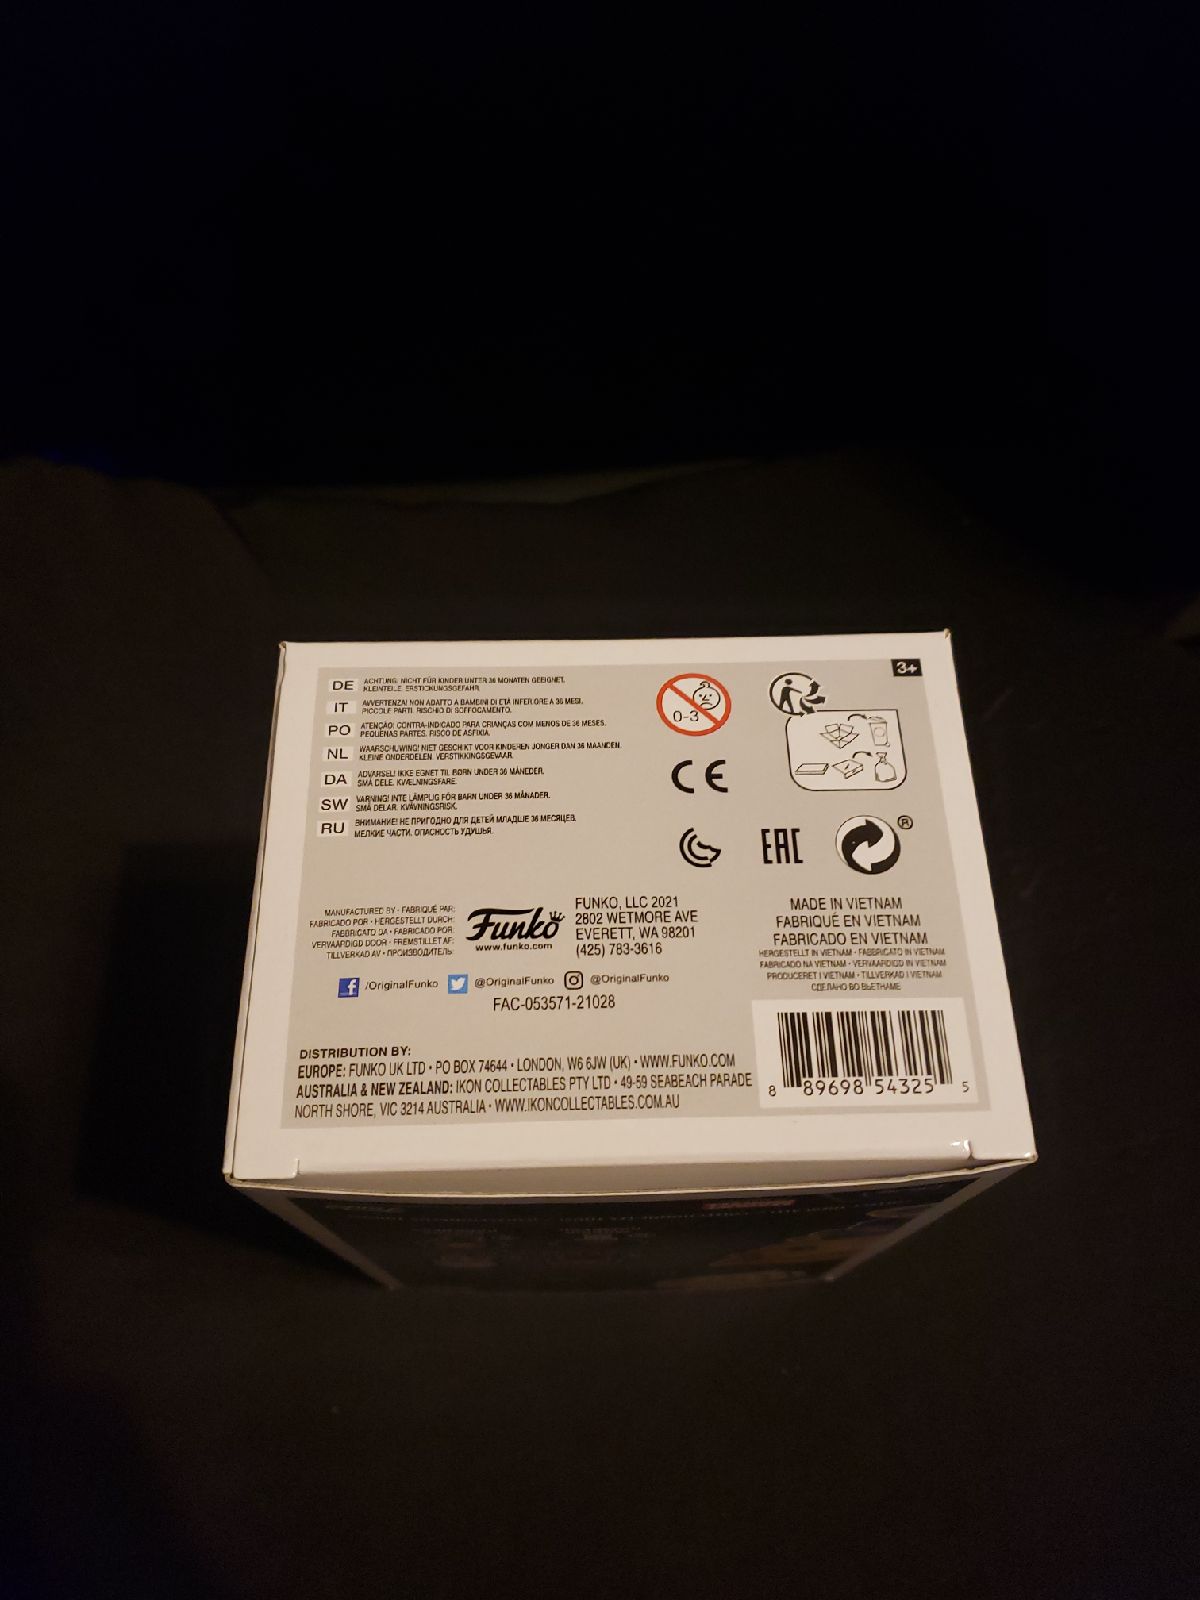 3+
DE ACHTUNG: NICHT FÜR KINDER UNTER 36 MONATEN GEEIGNET.
KLEINTEILE. ERSTICKUNGSGEFAHR.
IT AVVERTENZA! NON ADATTO A BAMBINI DI ETÀ INFERIORE A 36 MESI.
PICCOLE PARTI. RISCHIO DI SOFFOCAMENTO.
PO ATENÇAO: CONTRA-INDICADO PARA CRIANÇAS COM MENOS DE 36 MESES.
PEQUENAS PARTES. RISCO DE ASFIXIA.
NL WAARSCHUWING! NIET GESCHIKT VOOR KINDEREN JONGER DAN 36 MAANDEN.
KLEINE ONDERDELEN. VERSTIKKINGSGEVAAR.
DA ADVARSEL! IKKE EGNET TIL BØRN UNDER 36 MÅNEDER.
SMÅ DELE. KVÆLNINGSFARE.
SW VARNING! INTE LÄMPLIG FÖR BARN UNDER 36 MÅNADER.
SMÅ DELAR. KVÄVNINGSRISK.
RU ВНИМАНИЕ! НЕ ПРИГОДНО ДЛЯ ДЕТЕЙ МЛАДШЕ 36 МЕСЯЦЕВ.
МЕЛКИЕ ЧАСТИ. ОПАСНОСТЬ УДУШЬЯ.
0-3
CE
EAC
®
MANUFACTURED BY • FABRIQUÉ PAR:
FABRICADO POR • HERGESTELLT DURCH:
FABBRICATO DA • FABRICADO POR:
VERVAARDIGD DOOR • FREMSTILLET AF:
TILLVERKAD AV • ПРОИЗВОДИТЕЛЬ:
Funko
www.funko.com
FUNKO, LLC 2021
2802 WETMORE AVE
EVERETT, WA 98201
(425) 783-3616
MADE IN VIETNAM
FABRIQUÉ EN VIETNAM
FABRICADO EN VIETNAM
HERGESTELLT IN VIETNAM • FABBRICATO IN VIETNAM
FABRICADO NA VIETNAM • VERVAARDIGD IN VIETNAM
PRODUCERET I VIETNAM • TILLVERKAD I VIETNAM
СДЕЛАНО ВО ВЬЕТНАМЕ
/OriginalFunko @OriginalFunko @OriginalFunko
FAC-053571-21028
DISTRIBUTION BY:
EUROPE: FUNKO UK LTD • PO BOX 74644 • LONDON, W6 6JW (UK) • WWW.FUNKO.COM
AUSTRALIA & NEW ZEALAND: IKON COLLECTABLES PTY LTD • 49-59 SEABEACH PARADE
NORTH SHORE, VIC 3214 AUSTRALIA • WWW.IKONCOLLECTABLES.COM.AU
8 89698 54325 5